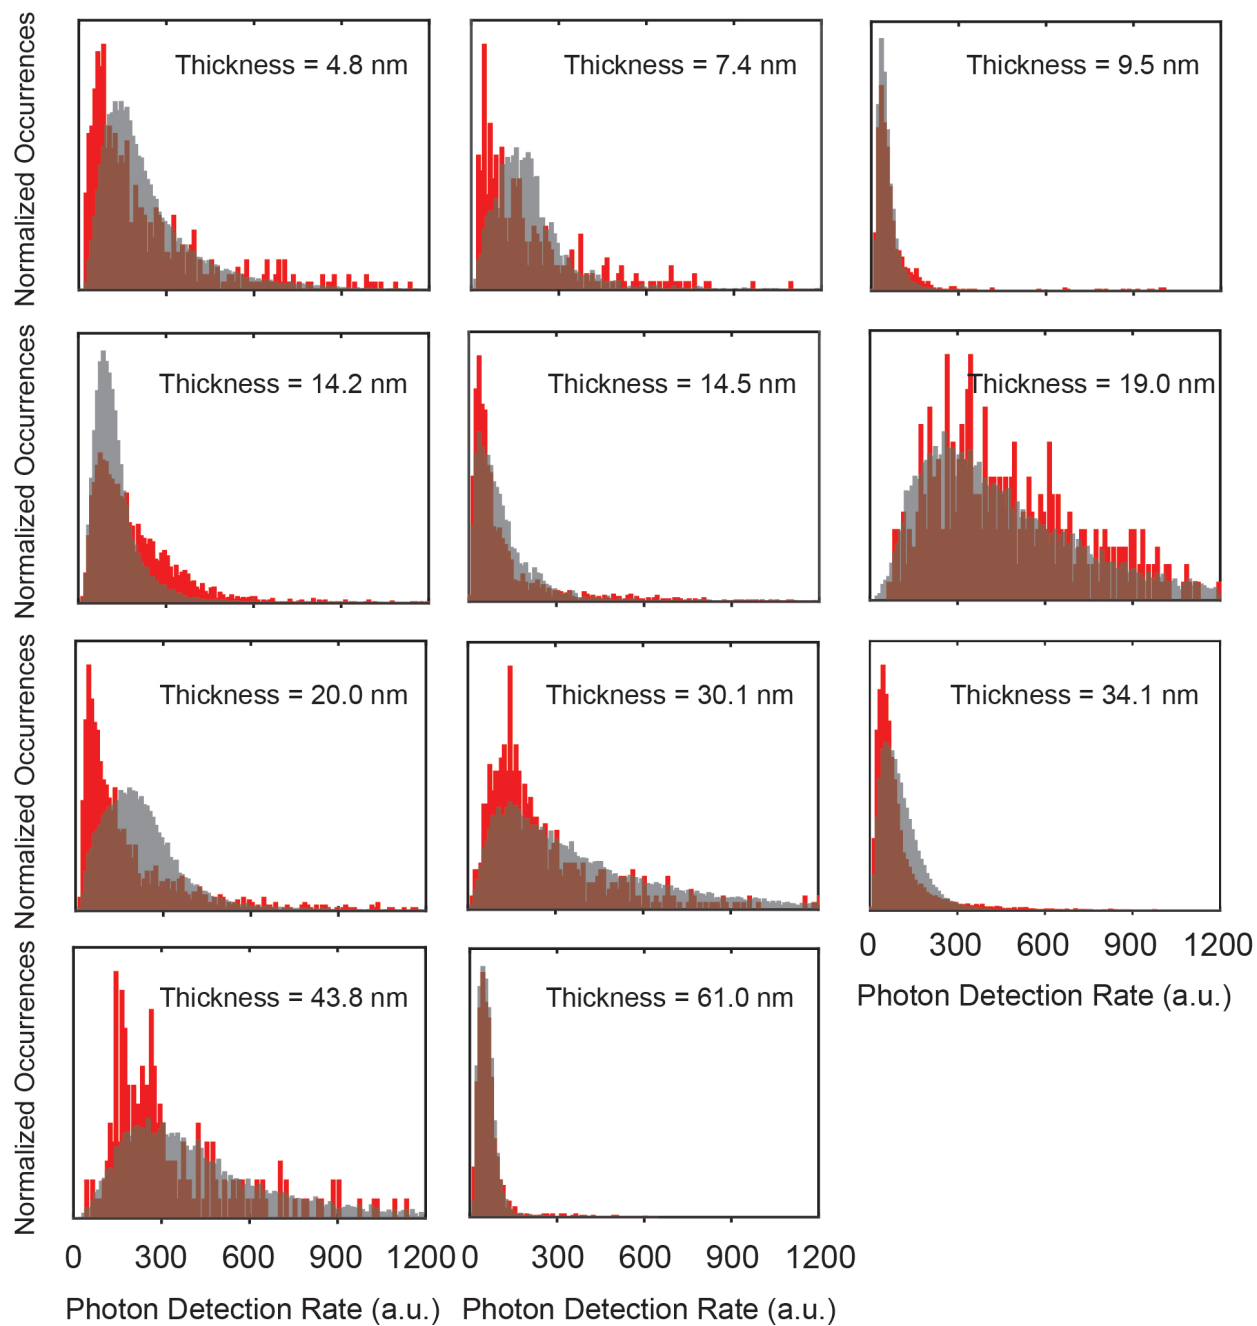 Normalized Occurrences
Thickness = 4.8 nm
Thickness = 7.4 nm
Thickness = 9.5 nm
Normalized Occurrences
Thickness = 14.2 nm
Thickness = 14.5 nm
Thickness = 19.0 nm
Normalized Occurrences
Thickness = 20.0 nm
Thickness = 30.1 nm
Thickness = 34.1 nm
0 300 600 900 1200
Photon Detection Rate (a.u.)
Normalized Occurrences
Thickness = 43.8 nm
Thickness = 61.0 nm
0 300 600 900 1200
0 300 600 900 1200
Photon Detection Rate (a.u.)
Photon Detection Rate (a.u.)